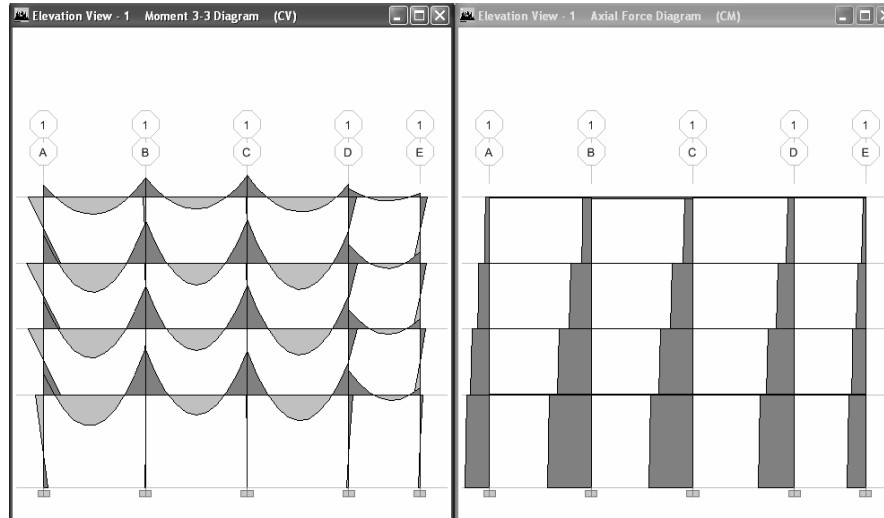 Elevation View - 1 Moment 3-3 Diagram (CV)
Elevation View - 1 Axial Force Diagram (CM)
1 1 1 1 1
A B C D E
1 1 1 1 1
A B C D E